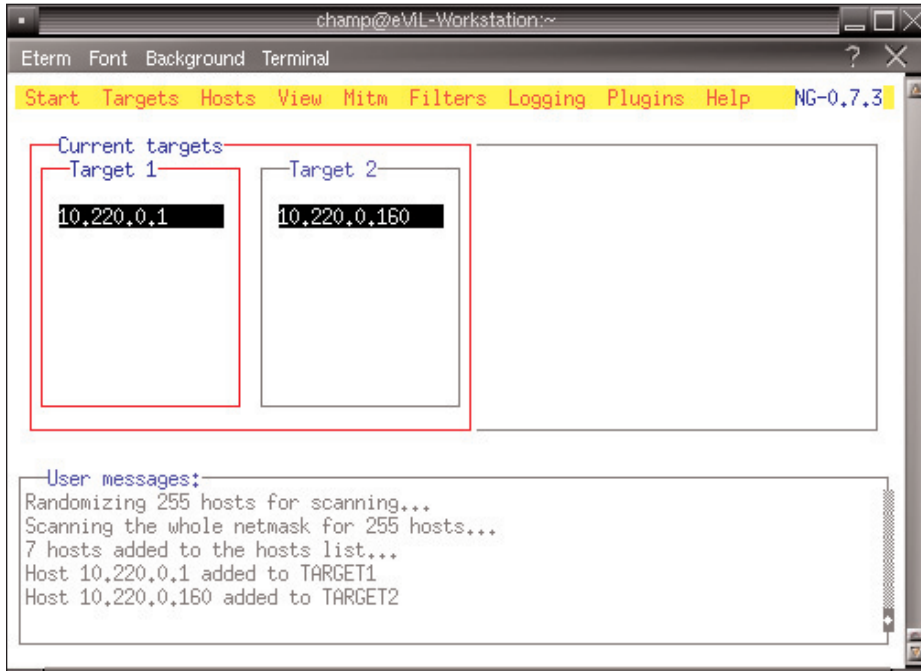 champ@eViL-Workstation:~
Eterm Font Background Terminal ? X
Start Targets Hosts View Mitm Filters Logging Plugins Help NG-0.7.3
Current targets
Target 1 Target 2
10.220.0.1 10.220.0.160
User messages:
Randomizing 255 hosts for scanning...
Scanning the whole netmask for 255 hosts...
7 hosts added to the hosts list...
Host 10.220.0.1 added to TARGET1
Host 10.220.0.160 added to TARGET2